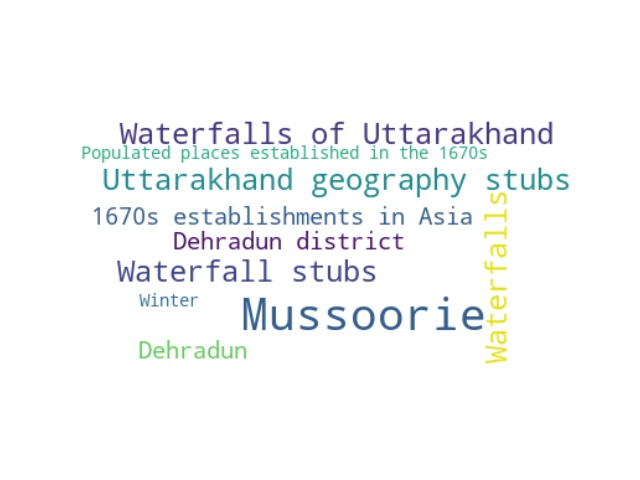 Waterfalls of Uttarakhand
Populated places established in the 1670s
Uttarakhand geography stubs
1670s establishments in Asia
Dehradun district
Waterfall stubs
Winter
Mussoorie
Waterfalls
Dehradun